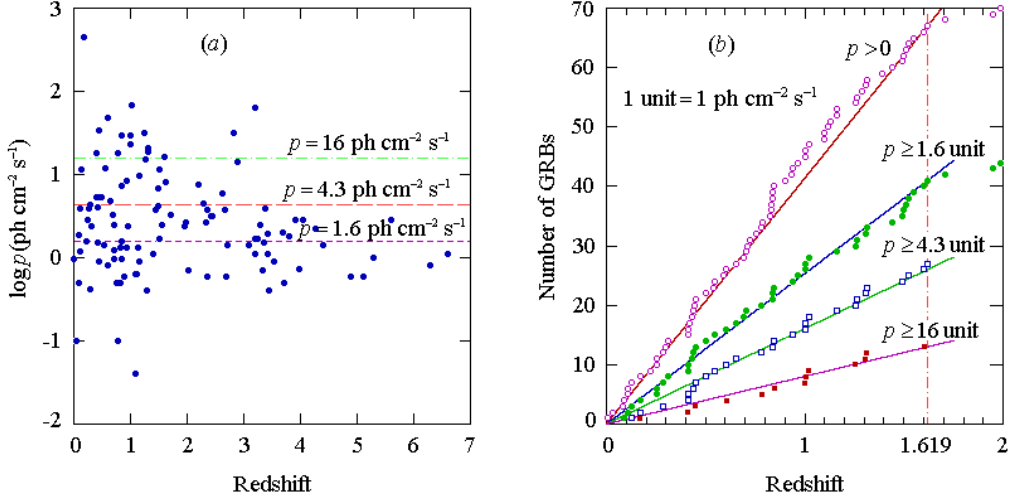 (a)
p = 16 ph cm⁻² s⁻¹
p = 4.3 ph cm⁻² s⁻¹
p = 1.6 ph cm⁻² s⁻¹
log p (ph cm⁻² s⁻¹)
3
2
1
0
-1
-2
0 1 2 3 4 5 6 7
Redshift
(b)
p > 0
1 unit = 1 ph cm⁻² s⁻¹
p ≥ 1.6 unit
p ≥ 4.3 unit
p ≥ 16 unit
Number of GRBs
70
60
50
40
30
20
10
0
0 1 1.619 2
Redshift